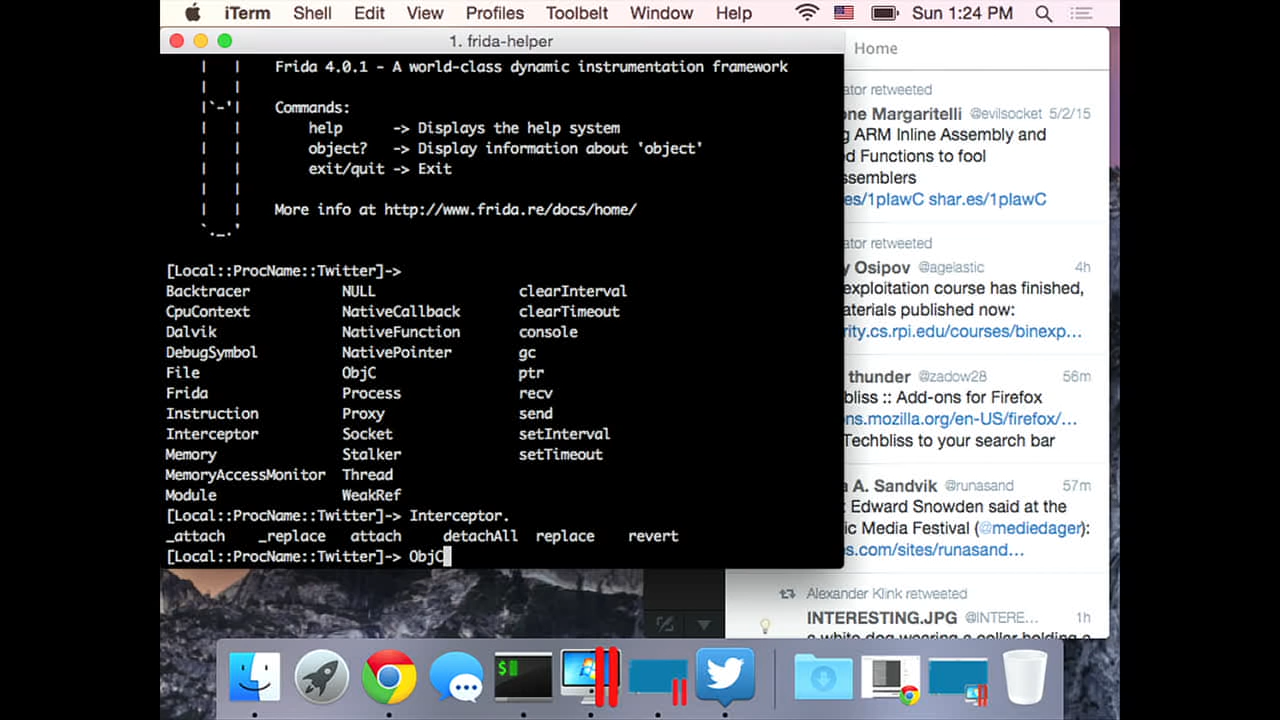 iTerm Shell Edit View Profiles Toolbelt Window Help Sun 1:24 PM
1. frida-helper
Frida 4.0.1 - A world-class dynamic instrumentation framework
Commands:
help -> Displays the help system
object? -> Display information about 'object'
exit/quit -> Exit
More info at http://www.frida.re/docs/home/
[Local::ProcName::Twitter]->
Backtracer NULL clearInterval
CpuContext NativeCallback clearTimeout
Dalvik NativeFunction console
DebugSymbol NativePointer gc
File ObjC ptr
Frida Process recv
Instruction Proxy send
Interceptor Socket setInterval
Memory Stalker setTimeout
MemoryAccessMonitor Thread
Module WeakRef
[Local::ProcName::Twitter]-> Interceptor.
_attach _replace attach detachAll replace revert
[Local::ProcName::Twitter]-> ObjC
Home
ator retweeted
one Margaritelli @evilsocket 5/2/15
g ARM Inline Assembly and
d Functions to fool
ssemblers
es/1plawC shar.es/1plawC
ator retweeted
y Osipov @agelastic 4h
exploitation course has finished,
aterials published now:
rity.cs.rpi.edu/courses/binexp…
thunder @zadow28 56m
bliss :: Add-ons for Firefox
ons.mozilla.org/en-US/firefox/…
Techbliss to your search bar
a A. Sandvik @runasand 57m
t Edward Snowden said at the
ic Media Festival (@mediedager):
s.com/sites/runasand…
Alexander Klink retweeted
INTERESTING.JPG @INTERE… 1h
a white dog wearing a collar holding a